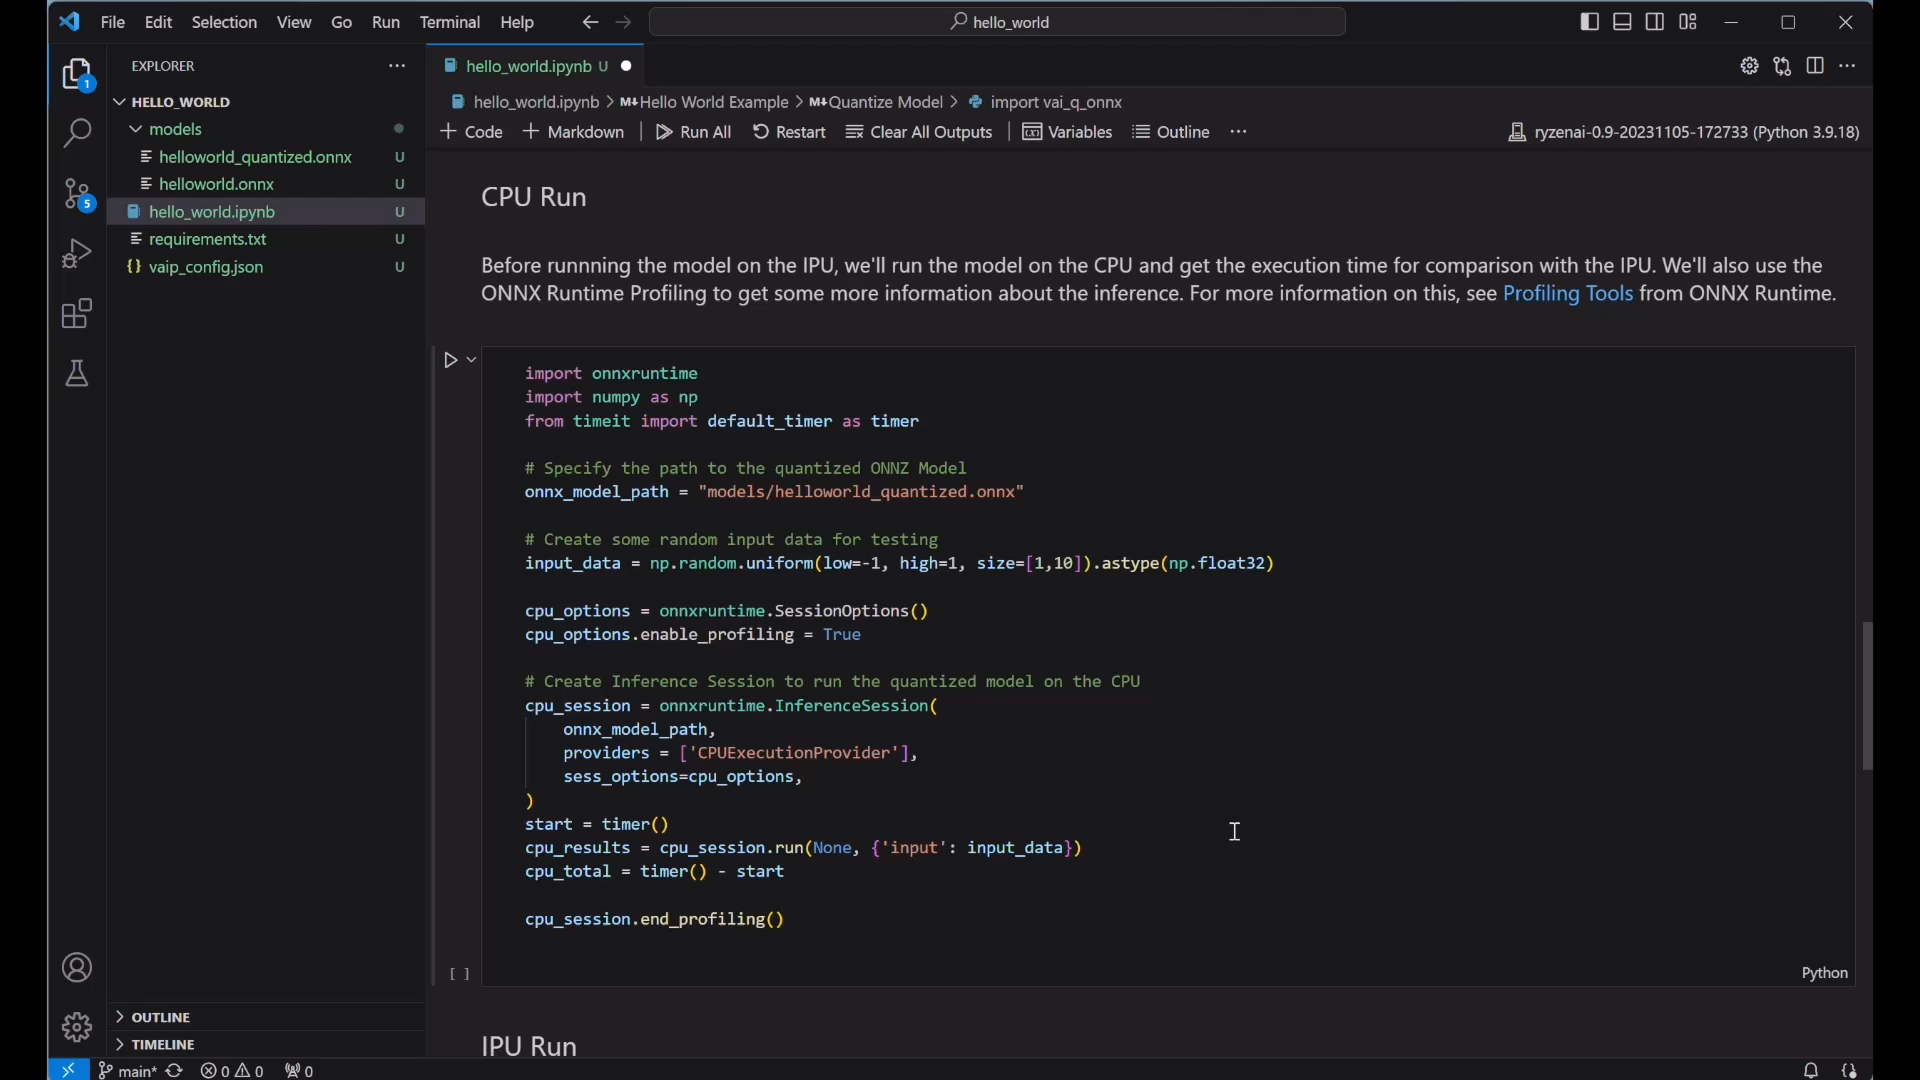 File Edit Selection View Go Run Terminal Help
hello_world
EXPLORER
1
HELLO_WORLD
models
helloworld_quantized.onnx U
helloworld.onnx U
5
hello_world.ipynb U
requirements.txt U
vaip_config.json U
hello_world.ipynb U
hello_world.ipynb > M↓Hello World Example > M↓Quantize Model > import vai_q_onnx
+ Code + Markdown | Run All Restart Clear All Outputs | Variables Outline ...
ryzenai-0.9-20231105-172733 (Python 3.9.18)
CPU Run
Before runnning the model on the IPU, we'll run the model on the CPU and get the execution time for comparison with the IPU. We'll also use the
ONNX Runtime Profiling to get some more information about the inference. For more information on this, see Profiling Tools from ONNX Runtime.
import onnxruntime
import numpy as np
from timeit import default_timer as timer
# Specify the path to the quantized ONNZ Model
onnx_model_path = "models/helloworld_quantized.onnx"
# Create some random input data for testing
input_data = np.random.uniform(low=-1, high=1, size=[1,10]).astype(np.float32)
cpu_options = onnxruntime.SessionOptions()
cpu_options.enable_profiling = True
# Create Inference Session to run the quantized model on the CPU
cpu_session = onnxruntime.InferenceSession(
onnx_model_path,
providers = ['CPUExecutionProvider'],
sess_options=cpu_options,
)
start = timer()
cpu_results = cpu_session.run(None, {'input': input_data})
cpu_total = timer() - start
cpu_session.end_profiling()
[ ]
Python
IPU Run
OUTLINE
TIMELINE
main* 0 0 0